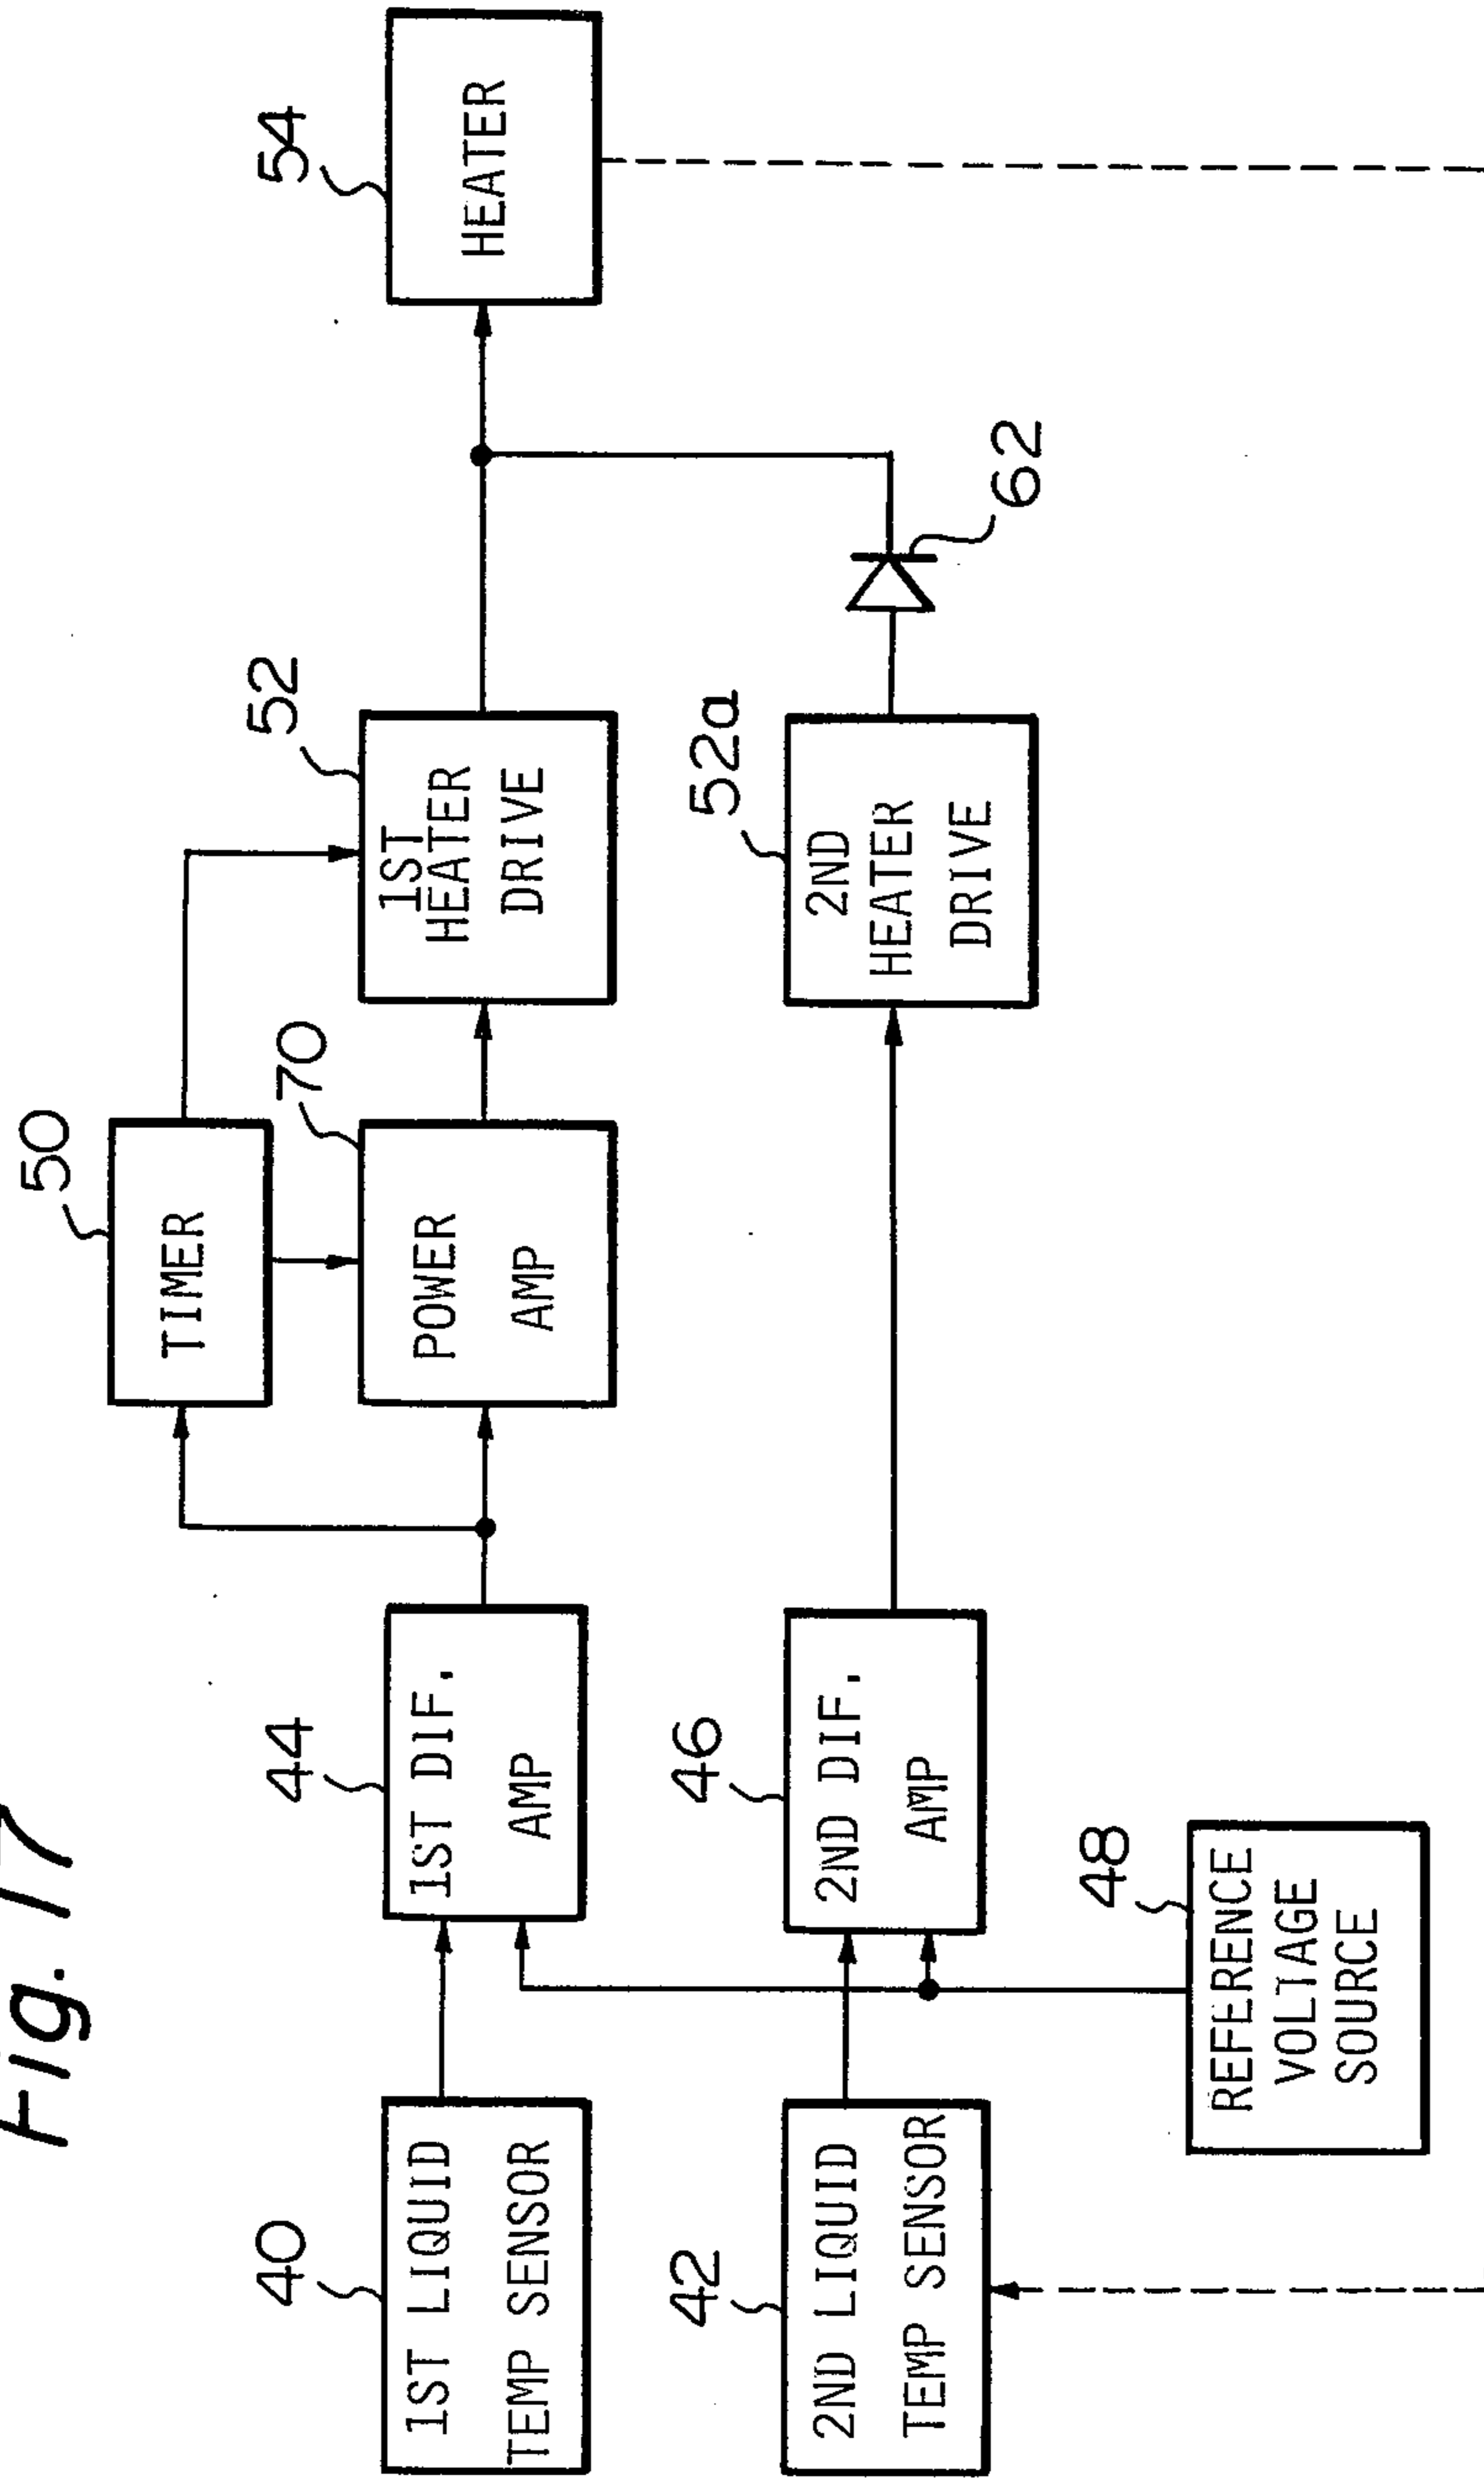 Fig. 17
50
TIMER
40
1ST LIQUID
TEMP SENSOR
44
1ST DIF.
AMP
70
POWER
AMP
52
1ST
HEATER
DRIVE
54
HEATER
42
2ND LIQUID
TEMP SENSOR
46
2ND DIF.
AMP
52a
2ND
HEATER
DRIVE
62
48
REFERENCE
VOLTAGE
SOURCE